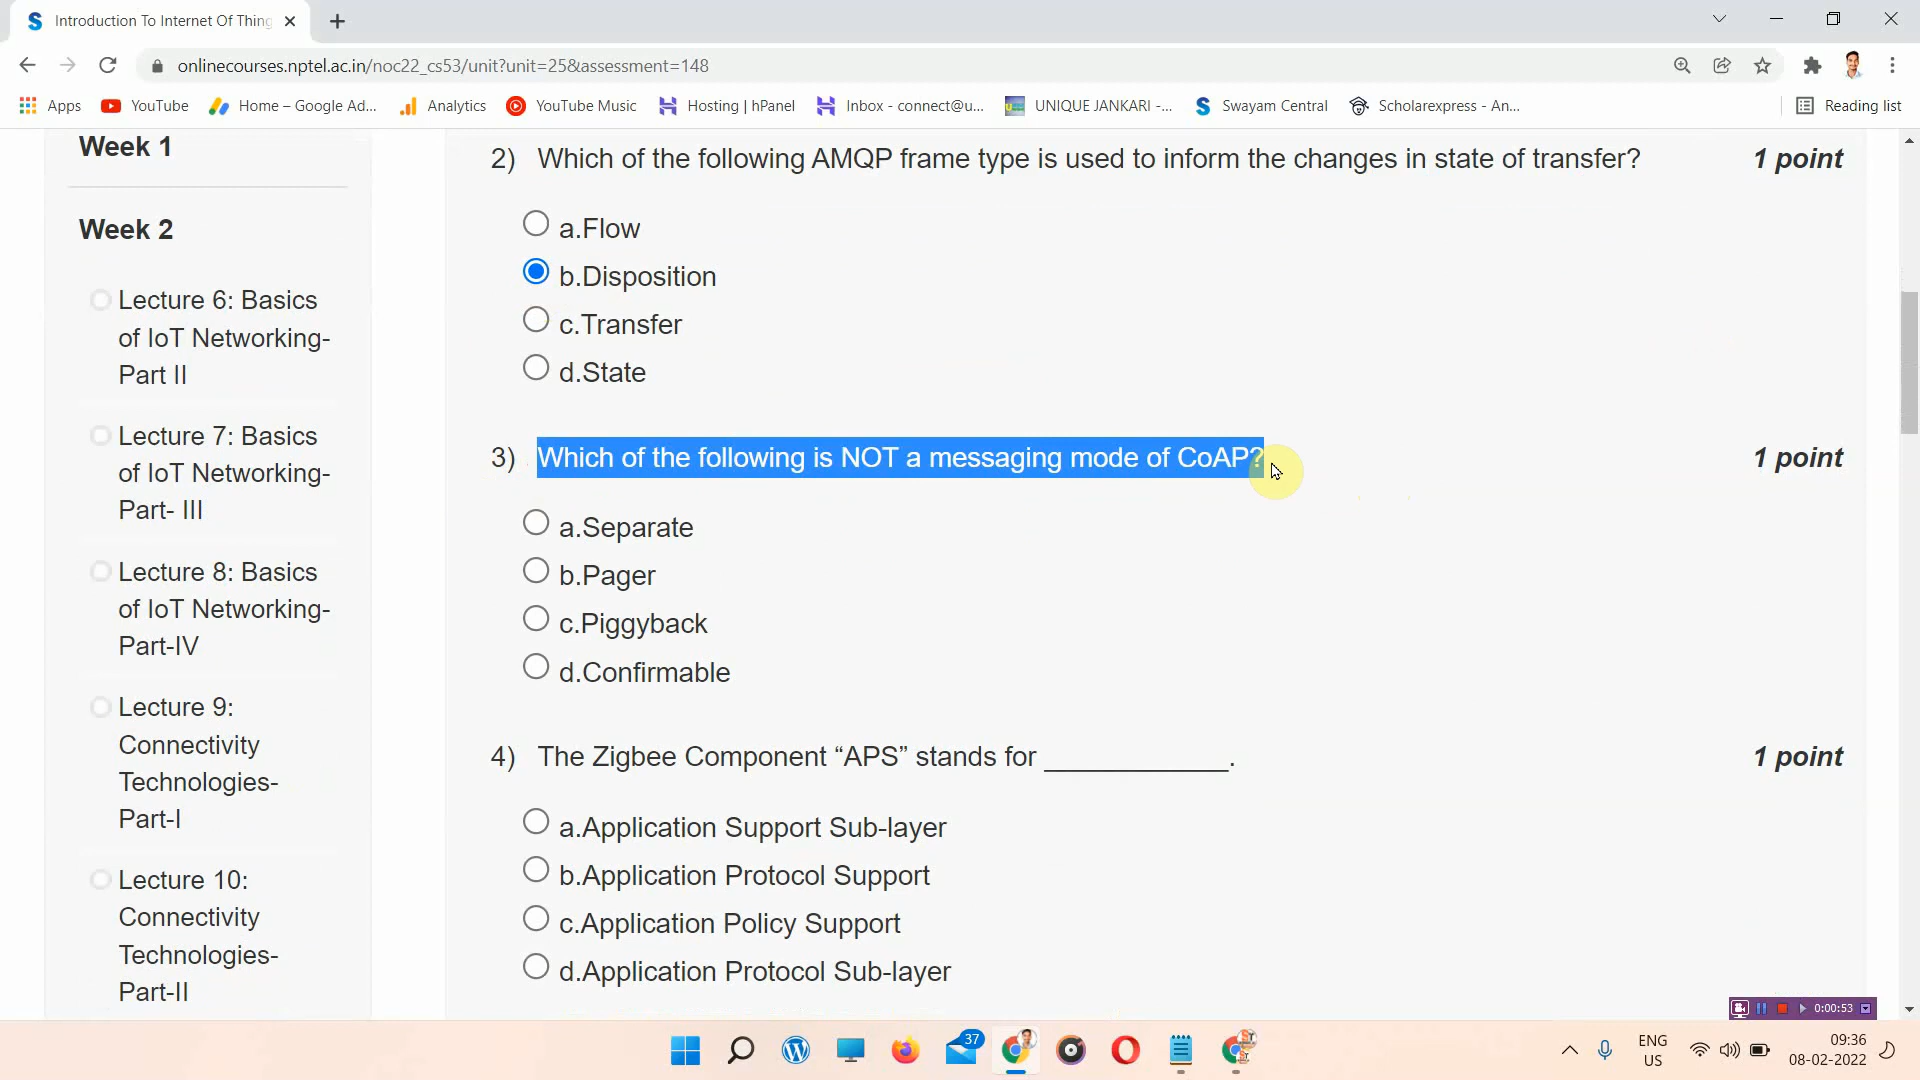 Introduction To Internet Of Thing
onlinecourses.nptel.ac.in/noc22_cs53/unit?unit=25&assessment=148
Apps
YouTube
Home – Google Ad...
Analytics
YouTube Music
Hosting | hPanel
Inbox - connect@u...
UNIQUE JANKARI -...
Swayam Central
Scholarexpress - An...
Reading list
Week 1
Week 2
Lecture 6: Basics
of IoT Networking-
Part II
Lecture 7: Basics
of IoT Networking-
Part- III
Lecture 8: Basics
of IoT Networking-
Part-IV
Lecture 9:
Connectivity
Technologies-
Part-I
Lecture 10:
Connectivity
Technologies-
Part-II
2) Which of the following AMQP frame type is used to inform the changes in state of transfer? 1 point
a.Flow
b.Disposition
c.Transfer
d.State
3) Which of the following is NOT a messaging mode of CoAP? 1 point
a.Separate
b.Pager
c.Piggyback
d.Confirmable
4) The Zigbee Component “APS” stands for ____________. 1 point
a.Application Support Sub-layer
b.Application Protocol Support
c.Application Policy Support
d.Application Protocol Sub-layer
0:00:53
37
ENG
US
09:36
08-02-2022